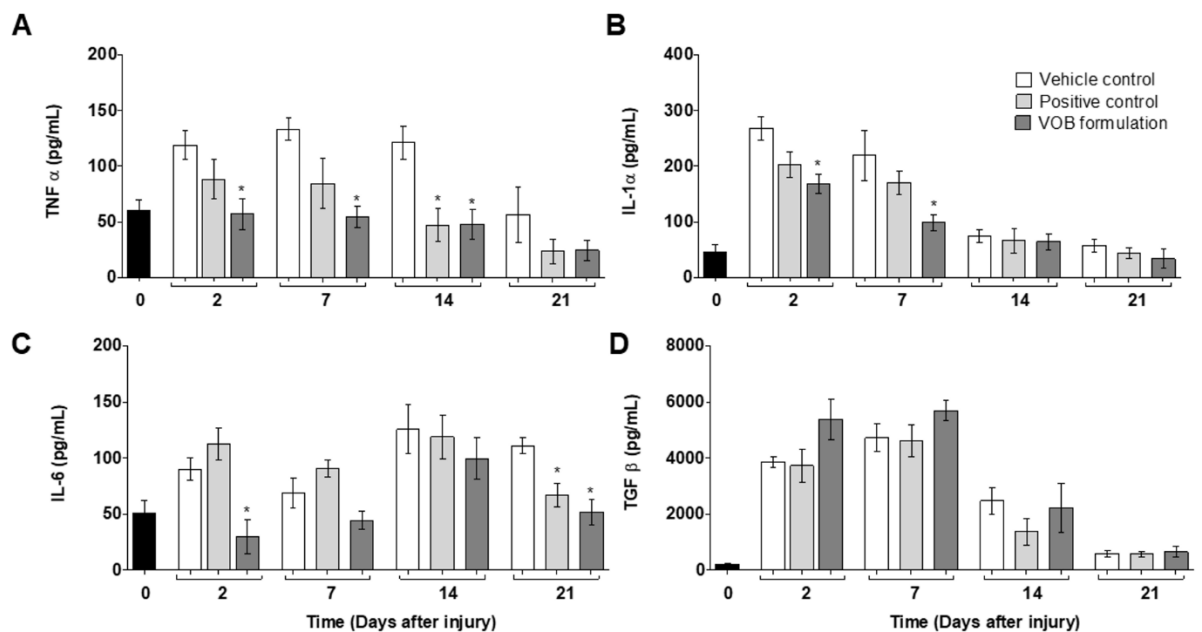 A
200
150
100
50
0
TNF α (pg/mL)
0 2 7 14 21
B
400
300
200
100
0
IL-1α (pg/mL)
Vehicle control
Positive control
VOB formulation
* *
* * * *
0 2 7 14 21
C
200
150
100
50
0
IL-6 (pg/mL)
* * *
0 2 7 14 21
Time (Days after injury)
D
8000
6000
4000
2000
0
TGF β (pg/mL)
0 2 7 14 21
Time (Days after injury)